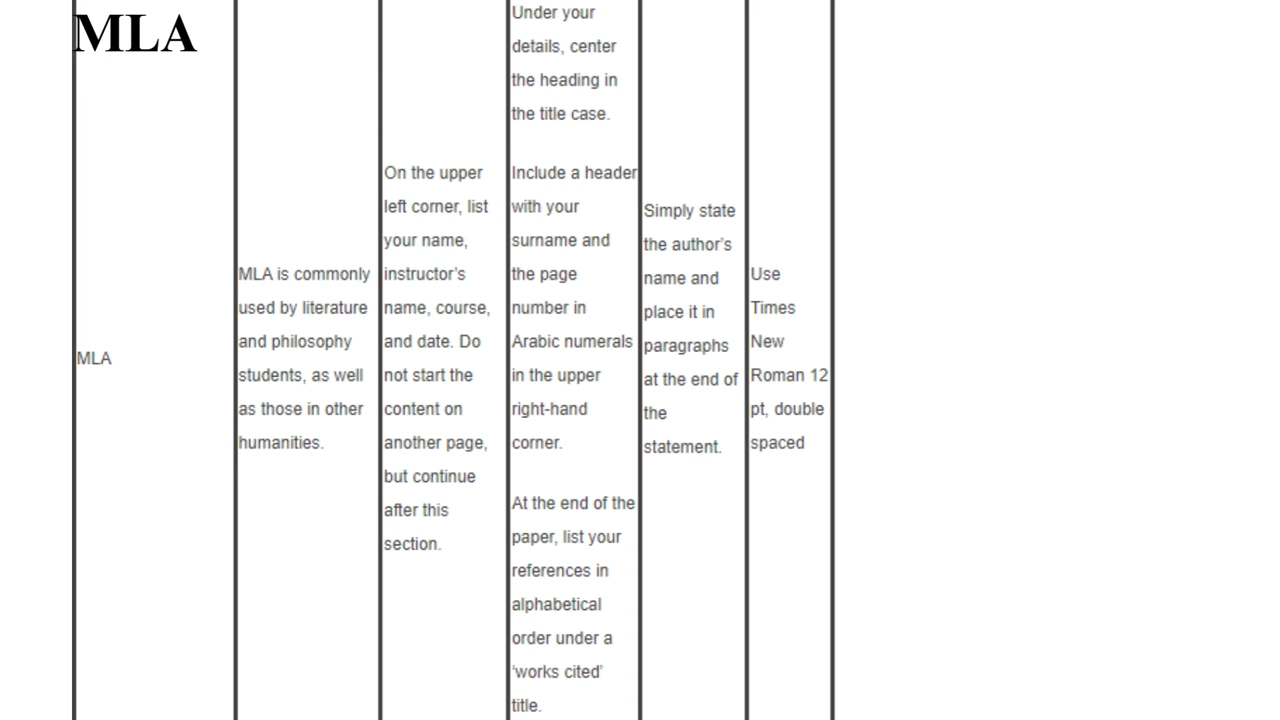 MLA
MLA
MLA is commonly
used by literature
and philosophy
students, as well
as those in other
humanities.
On the upper
left corner, list
your name,
instructor’s
name, course,
and date. Do
not start the
content on
another page,
but continue
after this
section.
Under your
details, center
the heading in
the title case.
Include a header
with your
surname and
the page
number in
Arabic numerals
in the upper
right-hand
corner.
At the end of the
paper, list your
references in
alphabetical
order under a
‘works cited’
title.
Simply state
the author’s
name and
place it in
paragraphs
at the end of
the
statement.
Use
Times
New
Roman 12
pt, double
spaced